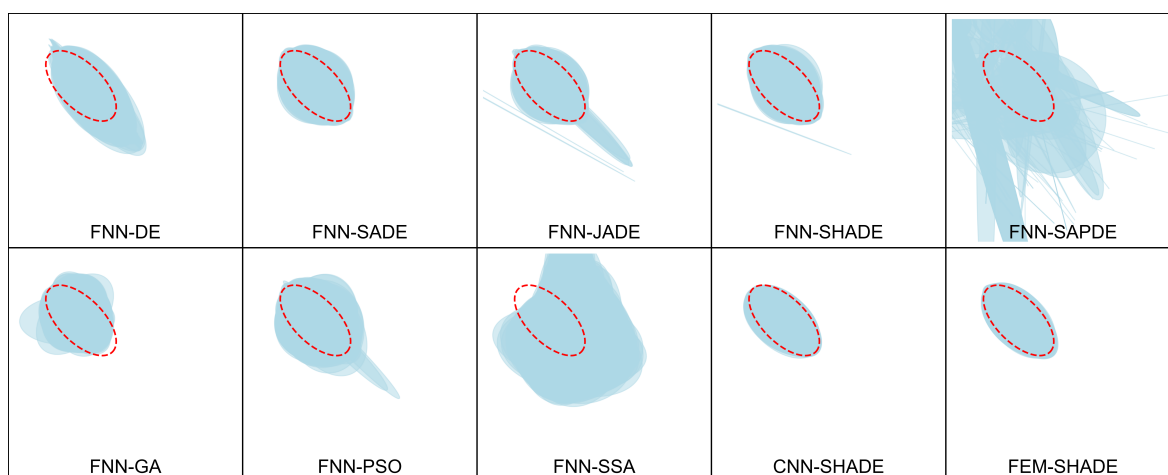 FNN-DE
FNN-SADE
FNN-JADE
FNN-SHADE
FNN-SAPDE
FNN-GA
FNN-PSO
FNN-SSA
CNN-SHADE
FEM-SHADE